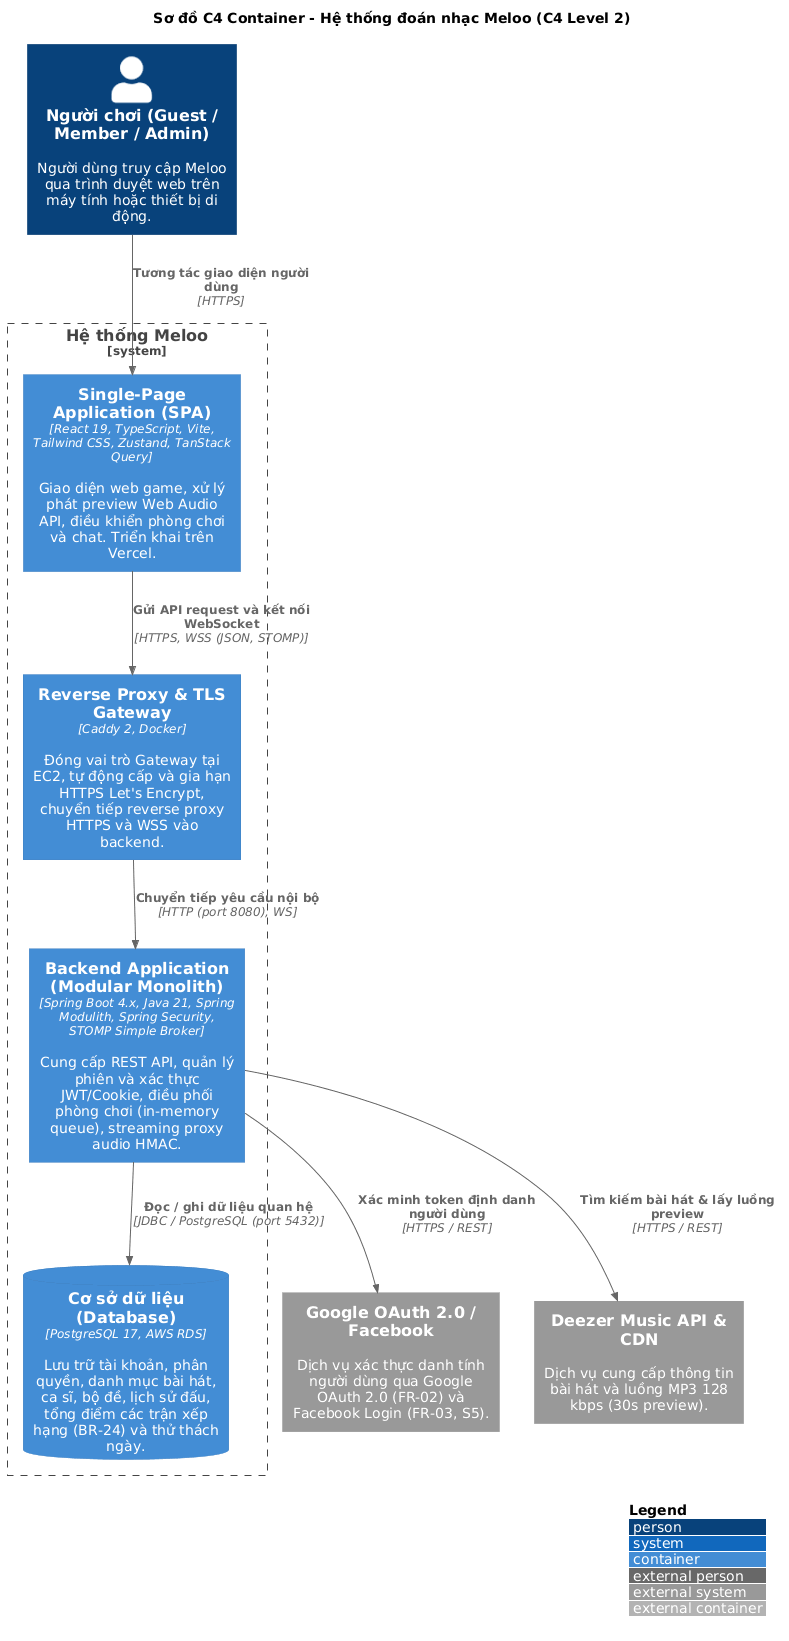 Sơ đồ C4 Container - Hệ thống đoán nhạc Meloo (C4 Level 2)
Người chơi (Guest /
Member / Admin)
Người dùng truy cập Meloo
qua trình duyệt web trên
máy tính hoặc thiết bị di
động.
Tương tác giao diện người
dùng
[HTTPS]
Hệ thống Meloo
[system]
Single-Page
Application (SPA)
[React 19, TypeScript, Vite,
Tailwind CSS, Zustand, TanStack
Query]
Giao diện web game, xử lý
phát preview Web Audio
API, điều khiển phòng chơi
và chat. Triển khai trên
Vercel.
Gửi API request và kết nối
WebSocket
[HTTPS, WSS (JSON, STOMP)]
Reverse Proxy & TLS
Gateway
[Caddy 2, Docker]
Đóng vai trò Gateway tại
EC2, tự động cấp và gia hạn
HTTPS Let's Encrypt,
chuyển tiếp reverse proxy
HTTPS và WSS vào
backend.
Chuyển tiếp yêu cầu nội bộ
[HTTP (port 8080), WS]
Backend Application
(Modular Monolith)
[Spring Boot 4.x, Java 21, Spring
Modulith, Spring Security,
STOMP Simple Broker]
Cung cấp REST API, quản lý
phiên và xác thực
JWT/Cookie, điều phối
phòng chơi (in-memory
queue), streaming proxy
audio HMAC.
Đọc / ghi dữ liệu quan hệ
[JDBC / PostgreSQL (port 5432)]
Xác minh token định danh
người dùng
[HTTPS / REST]
Tìm kiếm bài hát & lấy luồng
preview
[HTTPS / REST]
Cơ sở dữ liệu
(Database)
[PostgreSQL 17, AWS RDS]
Lưu trữ tài khoản, phân
quyền, danh mục bài hát,
ca sĩ, bộ đề, lịch sử đấu,
tổng điểm các trận xếp
hạng (BR-24) và thử thách
ngày.
Google OAuth 2.0 /
Facebook
Dịch vụ xác thực danh tính
người dùng qua Google
OAuth 2.0 (FR-02) và
Facebook Login (FR-03, S5).
Deezer Music API &
CDN
Dịch vụ cung cấp thông tin
bài hát và luồng MP3 128
kbps (30s preview).
Legend
person
system
container
external person
external system
external container